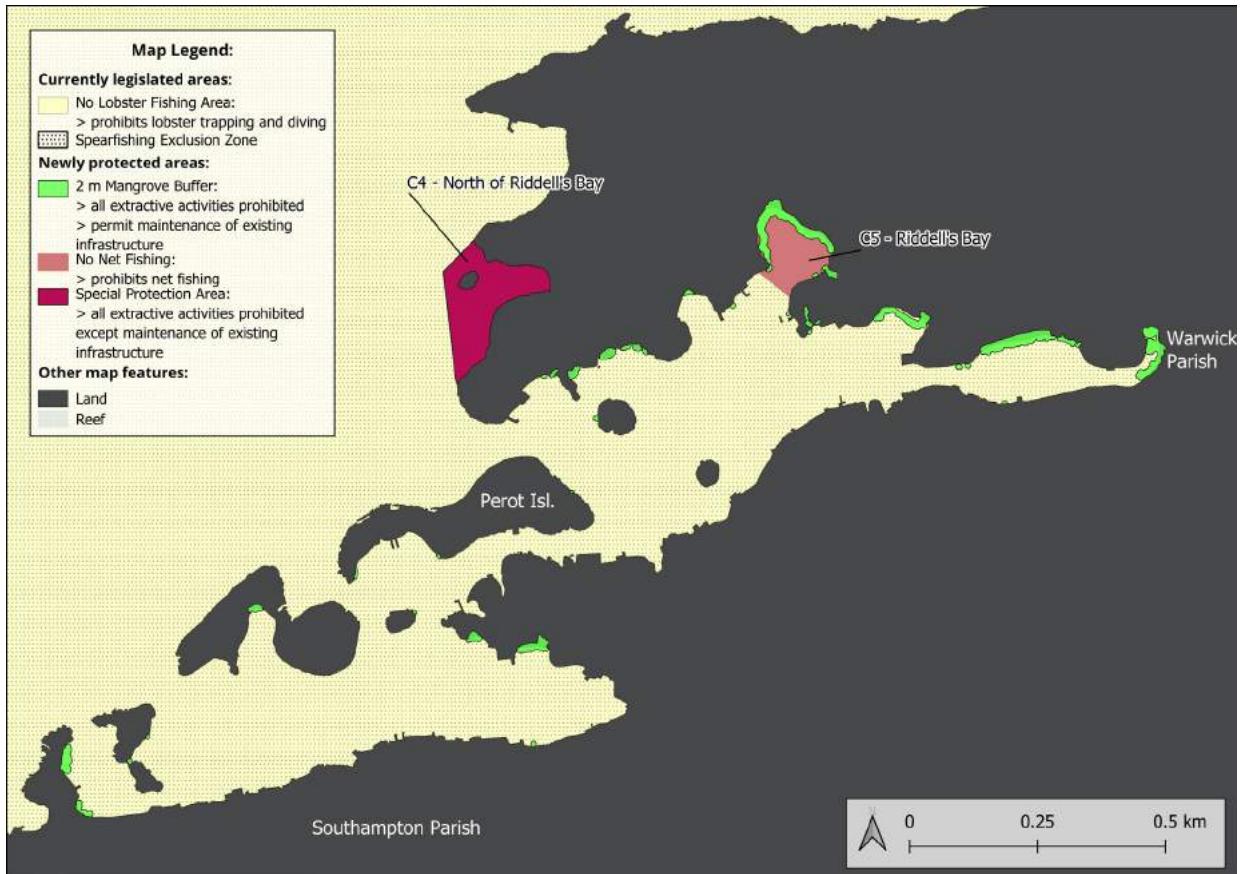 Map Legend:
Currently legislated areas:
No Lobster Fishing Area:
> prohibits lobster trapping and diving
Spearfishing Exclusion Zone
Newly protected areas:
2 m Mangrove Buffer:
> all extractive activities prohibited
> permit maintenance of existing
infrastructure
No Net Fishing:
> prohibits net fishing
Special Protection Area:
> all extractive activities prohibited
except maintenance of existing
infrastructure
Other map features:
Land
Reef
C4 - North of Riddell's Bay
C5 - Riddell's Bay
Warwick
Parish
Perot Isl.
Southampton Parish
N
0 0.25 0.5 km